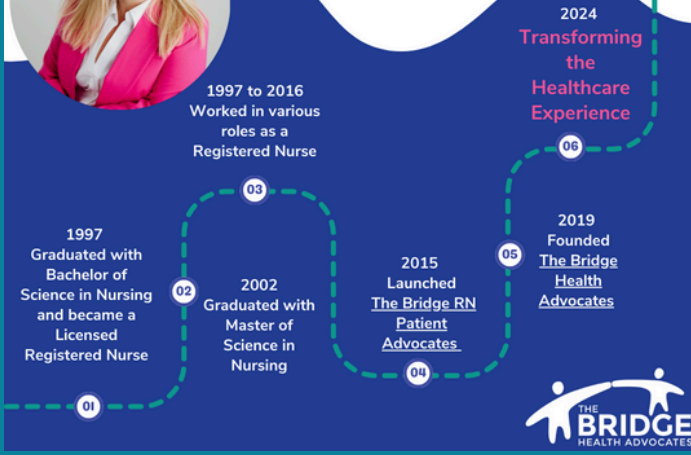 01
1997
Graduated with
Bachelor of
Science in Nursing
and became a
Licensed
Registered Nurse
02
2002
Graduated with
Master of
Science in
Nursing
03
1997 to 2016
Worked in various
roles as a
Registered Nurse
04
2015
Launched
The Bridge RN
Patient
Advocates
05
2019
Founded
The Bridge
Health
Advocates
06
2024
Transforming
the
Healthcare
Experience
THE
BRIDGE
HEALTH ADVOCATES